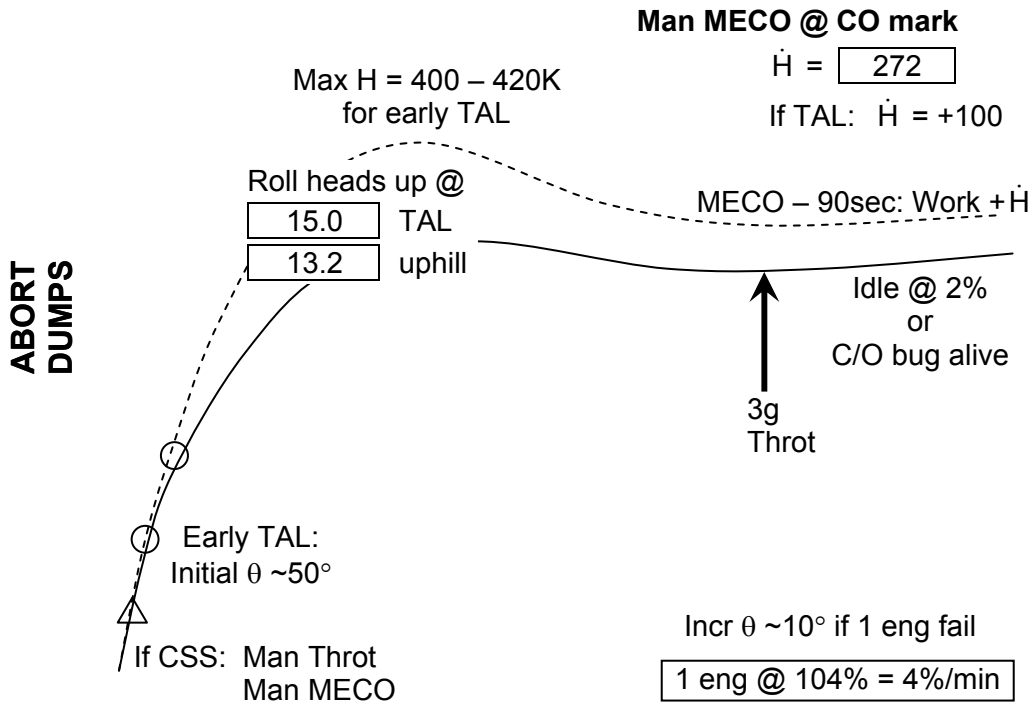 Man MECO @ CO mark
Ḣ = 272
If TAL: Ḣ = +100
Max H = 400 – 420K
for early TAL
Roll heads up @
15.0 TAL
13.2 uphill
MECO – 90sec: Work +Ḣ
ABORT
DUMPS
Idle @ 2%
or
C/O bug alive
3g
Throt
Early TAL:
Initial θ ~50°
If CSS: Man Throt
Man MECO
Incr θ ~10° if 1 eng fail
1 eng @ 104% = 4%/min